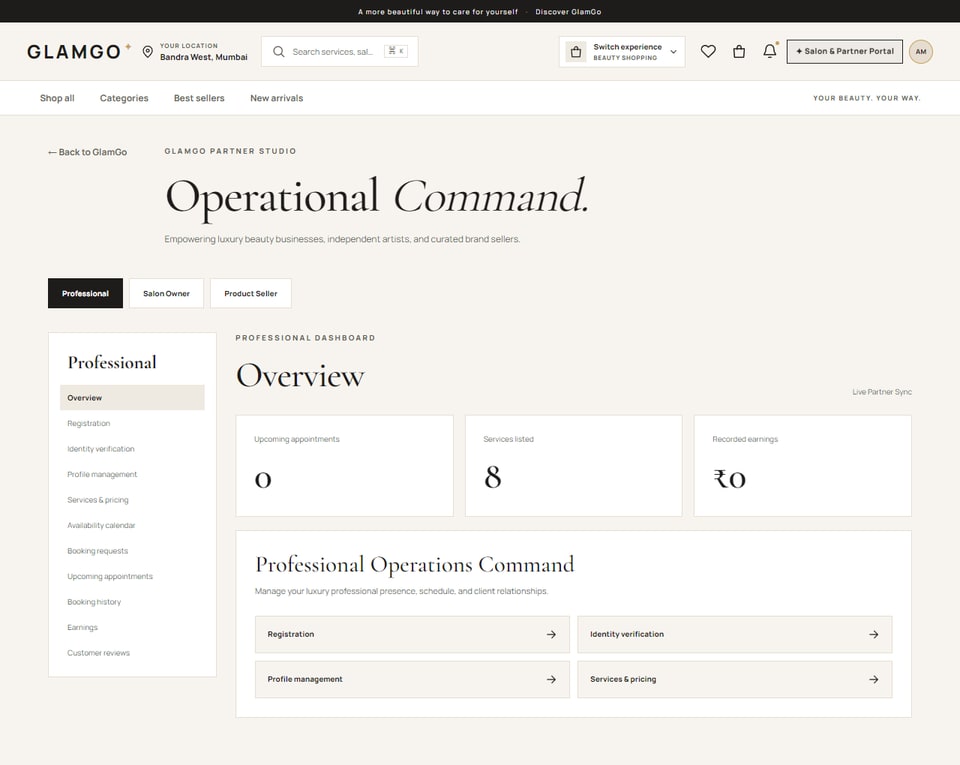 A more beautiful way to care for yourself · Discover GlamGo
GLAMGO
YOUR LOCATION
Bandra West, Mumbai
Search services, sal...
⌘ K
Switch experience
BEAUTY SHOPPING
✦ Salon & Partner Portal
AM
Shop all
Categories
Best sellers
New arrivals
YOUR BEAUTY. YOUR WAY.
← Back to GlamGo
GLAMGO PARTNER STUDIO
Operational Command.
Empowering luxury beauty businesses, independent artists, and curated brand sellers.
Professional
Salon Owner
Product Seller
Professional
Overview
Registration
Identity verification
Profile management
Services & pricing
Availability calendar
Booking requests
Upcoming appointments
Booking history
Earnings
Customer reviews
PROFESSIONAL DASHBOARD
Overview
Live Partner Sync
Upcoming appointments
0
Services listed
8
Recorded earnings
₹0
Professional Operations Command
Manage your luxury professional presence, schedule, and client relationships.
Registration →
Identity verification →
Profile management →
Services & pricing →